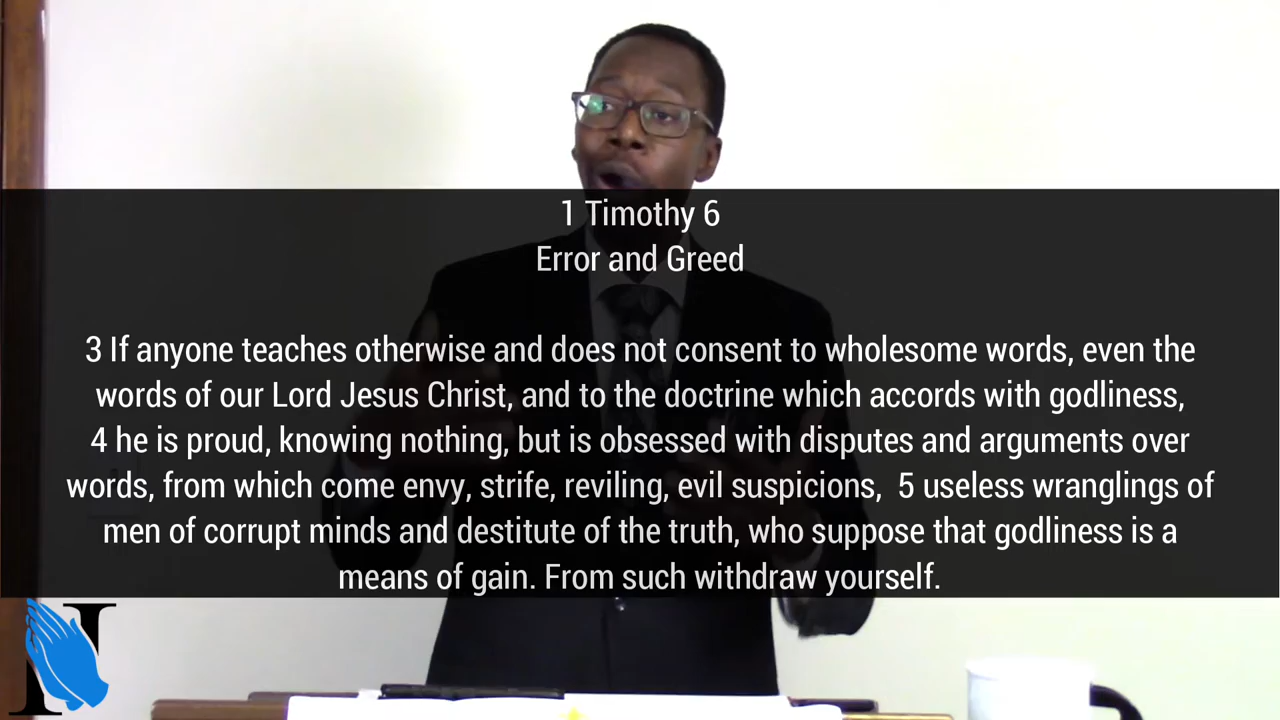 1 Timothy 6
Error and Greed
3 If anyone teaches otherwise and does not consent to wholesome words, even the
words of our Lord Jesus Christ, and to the doctrine which accords with godliness,
4 he is proud, knowing nothing, but is obsessed with disputes and arguments over
words, from which come envy, strife, reviling, evil suspicions,  5 useless wranglings of
men of corrupt minds and destitute of the truth, who suppose that godliness is a
means of gain. From such withdraw yourself.
N